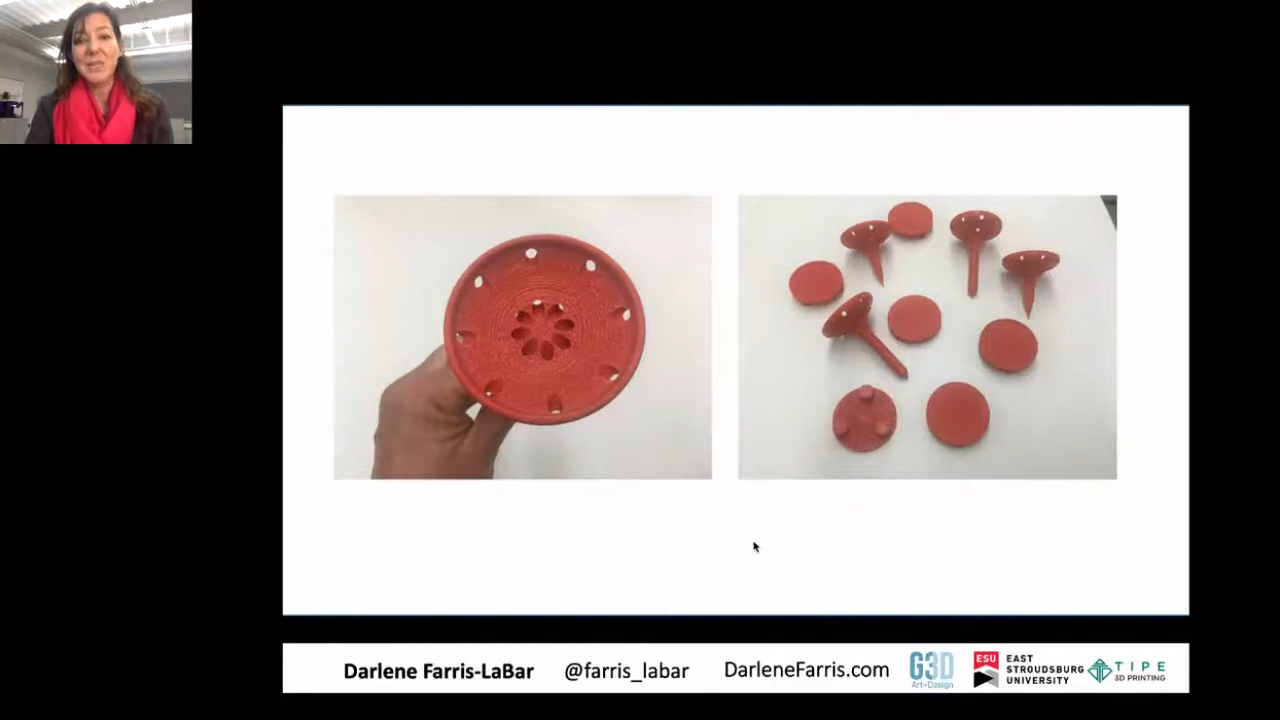 Darlene Farris-LaBar @farris_labar DarleneFarris.com
G3D
Art+Design
ESU
EAST
STROUDSBURG
UNIVERSITY
TIPE
3D PRINTING